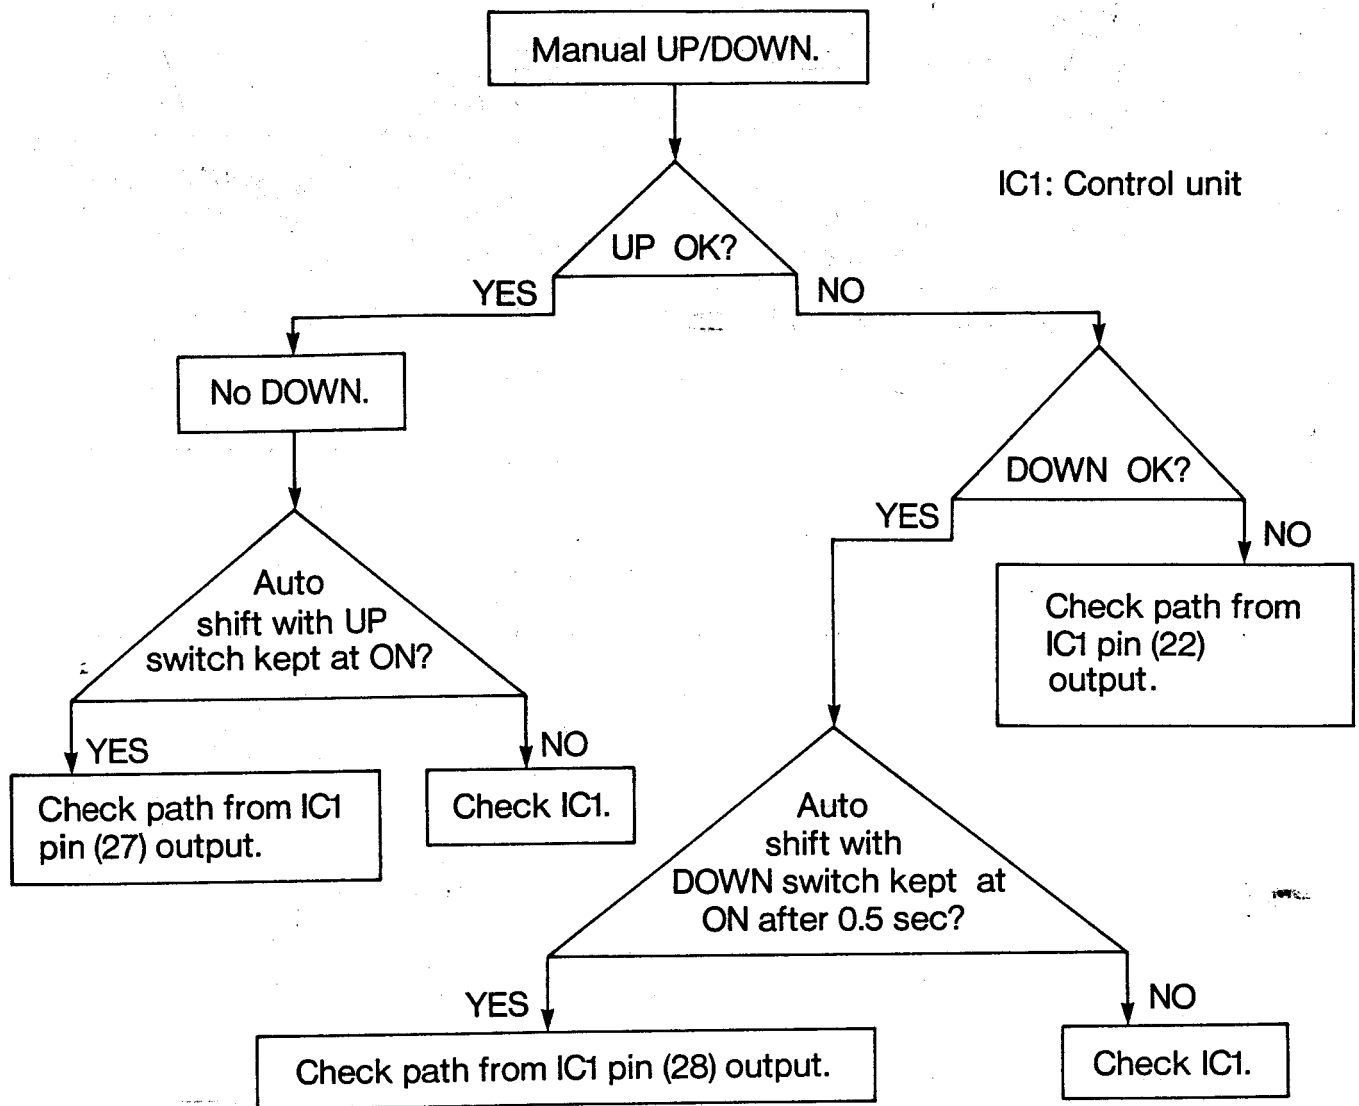 Manual UP/DOWN.
IC1: Control unit
UP OK?
YES
NO
No DOWN.
DOWN OK?
YES
NO
Auto
shift with UP
switch kept at ON?
Check path from
IC1 pin (22)
output.
YES
NO
Check path from IC1
pin (27) output.
Check IC1.
Auto
shift with
DOWN switch kept at
ON after 0.5 sec?
YES
NO
Check path from IC1 pin (28) output.
Check IC1.